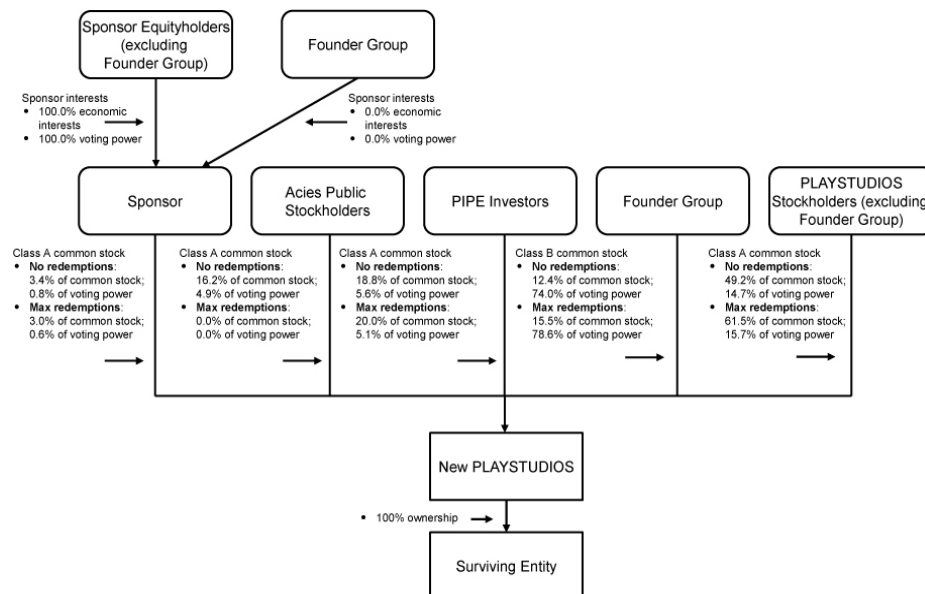 Sponsor Equityholders
(excluding
Founder Group)
Founder Group
Sponsor interests
• 100.0% economic
interests
• 100.0% voting power
Sponsor interests
• 0.0% economic
interests
• 0.0% voting power
Sponsor
Acies Public
Stockholders
PIPE Investors
Founder Group
PLAYSTUDIOS
Stockholders (excluding
Founder Group)
Class A common stock
• No redemptions:
3.4% of common stock;
0.8% of voting power
• Max redemptions:
3.0% of common stock;
0.6% of voting power
Class A common stock
• No redemptions:
16.2% of common stock;
4.9% of voting power
• Max redemptions:
0.0% of common stock;
0.0% of voting power
Class A common stock
• No redemptions:
18.8% of common stock;
5.6% of voting power
• Max redemptions:
20.0% of common stock;
5.1% of voting power
Class B common stock
• No redemptions:
12.4% of common stock;
74.0% of voting power
• Max redemptions:
15.5% of common stock;
78.6% of voting power
Class A common stock
• No redemptions:
49.2% of common stock;
14.7% of voting power
• Max redemptions:
61.5% of common stock;
15.7% of voting power
New PLAYSTUDIOS
• 100% ownership
Surviving Entity